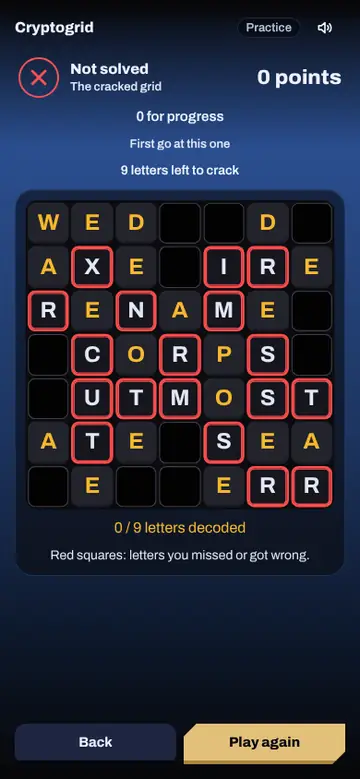 Cryptogrid
Practice
Not solved
The cracked grid
0 points
0 for progress
First go at this one
9 letters left to crack
W E D D
A X E I R E
R E N A M E
C O R P S
U T M O S T
A T E S E A
E E R R
0 / 9 letters decoded
Red squares: letters you missed or got wrong.
Back
Play again